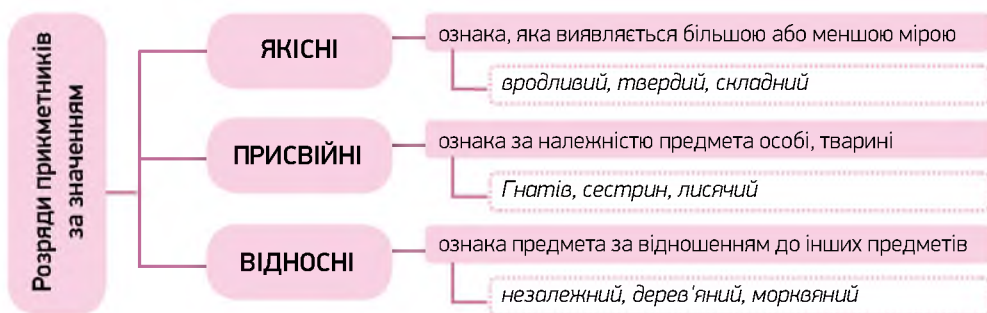 Розряди прикметників
за значенням
ЯКІСНІ
ознака, яка виявляється більшою або меншою мірою
вродливий, твердий, складний
ПРИСВІЙНІ
ознака за належністю предмета особі, тварині
Гнатів, сестрин, лисячий
ВІДНОСНІ
ознака предмета за відношенням до інших предметів
незалежний, дерев'яний, морквяний